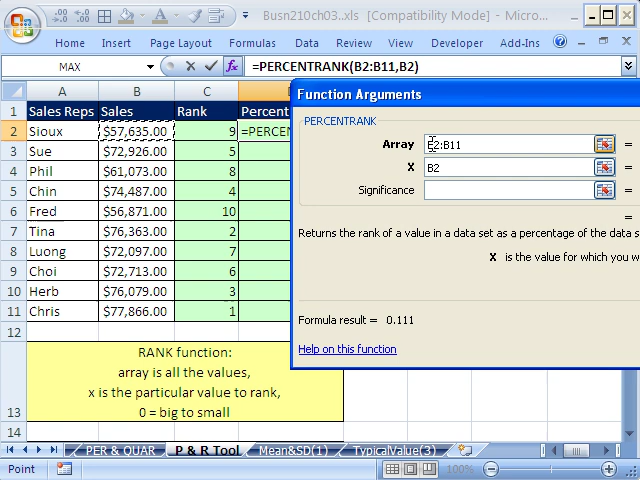 Busn210ch03..xls [Compatibility Mode] - Micro...
Home Insert Page Layout Formulas Data View Developer Add-Ins
MAX fx =PERCENTRANK(B2:B11,B2)
A B C
1 Sales Reps Sales Rank Percent
2 Sioux $57,635.00 9 =PERCEN
3 Sue $72,926.00 5
4 Phil $61,073.00 8
5 Chin $74,487.00 4
6 Fred $56,871.00 10
7 Tina $76,363.00 2
8 Luong $72,097.00 7
9 Choi $72,713.00 6
10 Herb $76,079.00 3
11 Chris $77,866.00 1
12
13 RANK function:
array is all the values,
x is the particular value to rank,
0 = big to small
14
Function Arguments
PERCENTRANK
Array B2:B11 =
X B2 =
Significance =
=
Returns the rank of a value in a data set as a percentage of the data s
X is the value for which you w
Formula result = 0.111
Help on this function
PER & QUAR P & R Tool Mean&SD(1) TypicalValue(3)
Point 100%